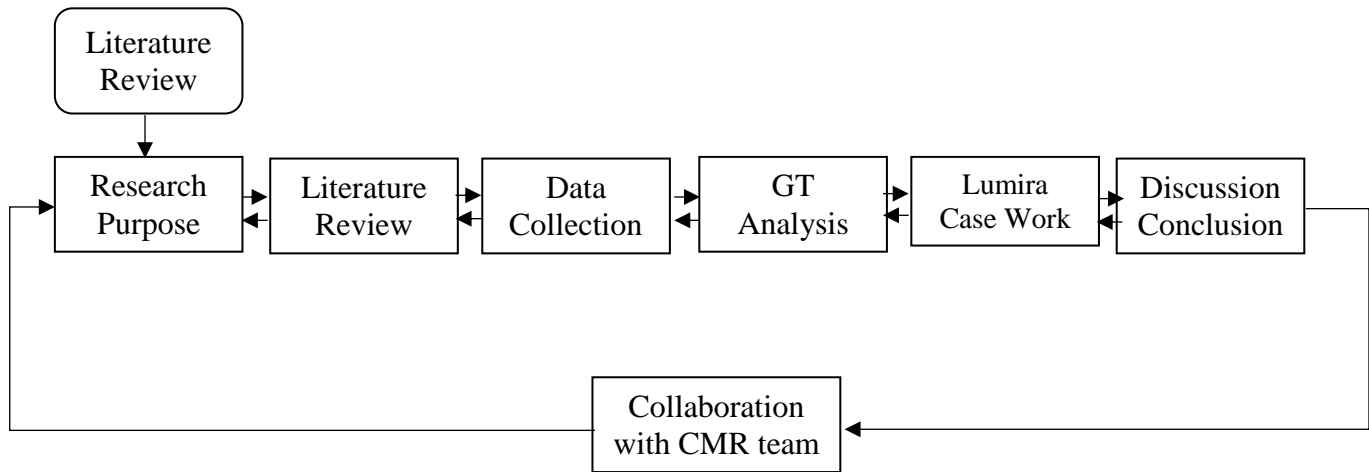 Literature
Review
Research
Purpose
Literature
Review
Data
Collection
GT
Analysis
Lumira
Case Work
Discussion
Conclusion
Collaboration
with CMR team